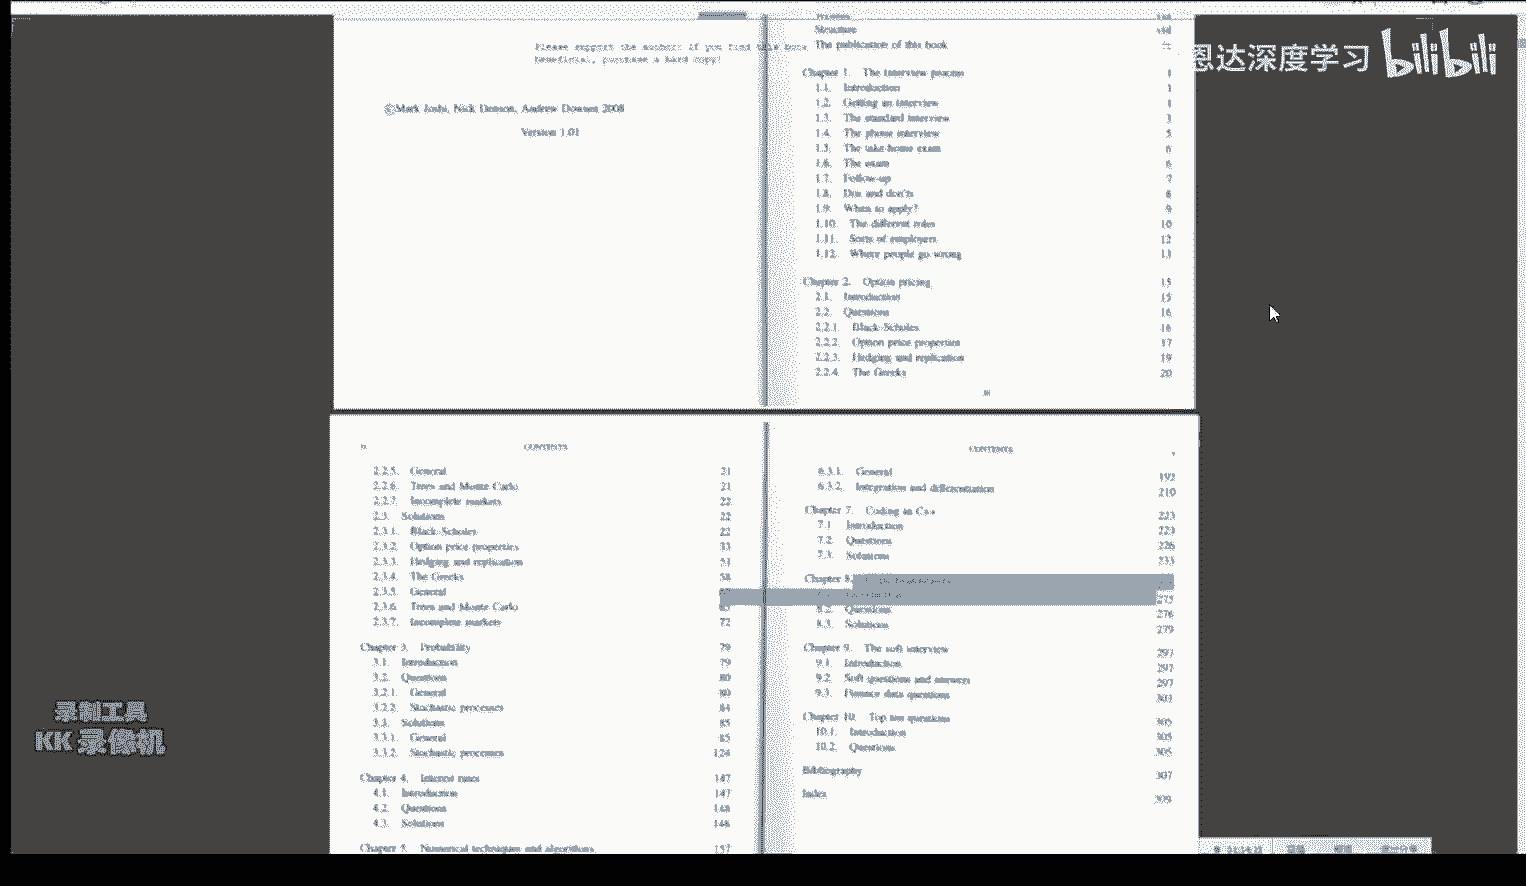 Structure
The publication of this book
Please support the author: if you find this book
beneficial, purchase a hard copy!
©Mark Joshi, Nick Denson, Andrew Downes 2008
Version 1.01
Chapter 1. The interview process 1
1.1. Introduction 1
1.2. Getting an interview 1
1.3. The standard interview 3
1.4. The phone interview 5
1.5. The take-home exam 6
1.6. The exam 6
1.7. Follow-up 7
1.8. Dos and don'ts 8
1.9. When to apply? 9
1.10. The different roles 10
1.11. Sorts of employers 12
1.12. Where people go wrong 13
Chapter 2. Option pricing 15
2.1. Introduction 15
2.2. Questions 16
2.2.1. Black–Scholes 16
2.2.2. Option price properties 17
2.2.3. Hedging and replication 19
2.2.4. The Greeks 20
恩达深度学习 bilibili
CONTENTS
2.2.5. General 21
2.2.6. Trees and Monte Carlo 21
2.2.7. Incomplete markets 22
2.3. Solutions 22
2.3.1. Black–Scholes 22
2.3.2. Option price properties 33
2.3.3. Hedging and replication 51
2.3.4. The Greeks 58
2.3.5. General
2.3.6. Trees and Monte Carlo
2.3.7. Incomplete markets 72
Chapter 3. Probability 79
3.1. Introduction 79
3.2. Questions 80
3.2.1. General 80
3.2.2. Stochastic processes 84
3.3. Solutions 85
3.3.1. General 85
3.3.2. Stochastic processes 124
Chapter 4. Interest rates 147
4.1. Introduction 147
4.2. Questions 148
4.3. Solutions
Chapter 5. Numerical techniques and algorithms 157
CONTENTS
6.3.1. General 192
6.3.2. Integration and differentiation 210
Chapter 7. Coding in C++ 223
7.1 Introduction 223
7.2. Questions 226
7.3. Solutions 235
Chapter 8.
275
8.2. Questions 276
8.3. Solutions 279
Chapter 9. The soft interview 297
9.1. Introduction 297
9.2. Soft questions and answers 297
9.3. Finance data questions 303
Chapter 10. Top ten questions 305
10.1. Introduction 305
10.2. Questions 305
Bibliography 307
Index 309
录制工具
KK 录像机